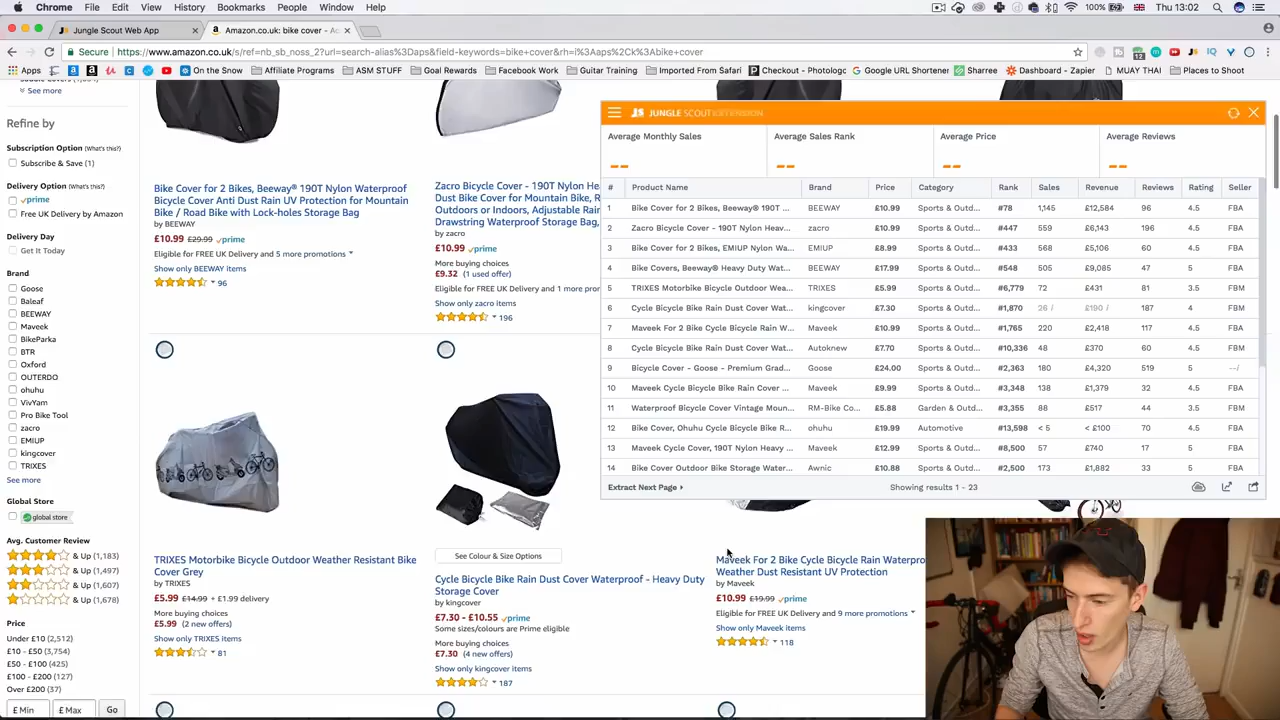 Chrome File Edit View History Bookmarks People Window Help 100% Thu 13:02
Jungle Scout Web App × Amazon.co.uk: bike cover - A ×
Secure https://www.amazon.co.uk/s/ref=nb_sb_noss_2?url=search-alias%3Daps&field-keywords=bike+cover&rh=i%3Aaps%2Ck%3Abike+cover
Apps On the Snow Affiliate Programs ASM STUFF Goal Rewards Facebook Work Guitar Training Imported From Safari Checkout - Photolog Google URL Shortener Sharree Dashboard - Zapier MUAY THAI Places to Shoot
See more
Refine by
Subscription Option (What's this?)
Subscribe & Save (1)
Delivery Option (What's this?)
prime
Free UK Delivery by Amazon
Delivery Day
Get It Today
Brand
Goose
Baleaf
BEEWAY
Maveek
BikeParka
BTR
Oxford
OUTERDO
ohuhu
VivYam
Pro Bike Tool
zacro
EMIUP
kingcover
TRIXES
See more
Global Store
global store
Avg. Customer Review
& Up (1,183)
& Up (1,497)
& Up (1,607)
& Up (1,678)
Price
Under £10 (2,512)
£10 - £50 (3,754)
£50 - £100 (425)
£100 - £200 (127)
Over £200 (37)
£ Min £ Max Go
Bike Cover for 2 Bikes, Beeway® 190T Nylon Waterproof
Bicycle Cover Anti Dust Rain UV Protection for Mountain
Bike / Road Bike with Lock-holes Storage Bag
by BEEWAY
£10.99 £29.99 prime
Eligible for FREE UK Delivery and 5 more promotions
Show only BEEWAY items
96
Zacro Bicycle Cover - 190T Nylon He
Dust Bike Cover for Mountain Bike,
Outdoors or Indoors, Adjustable Rai
Drawstring Waterproof Storage Bag,
by zacro
£10.99 prime
More buying choices
£9.32 (1 used offer)
Eligible for FREE UK Delivery and 1 more pro
Show only zacro items
196
TRIXES Motorbike Bicycle Outdoor Weather Resistant Bike
Cover Grey
by TRIXES
£5.99 £14.99 + £1.99 delivery
More buying choices
£5.99 (2 new offers)
Show only TRIXES items
81
See Colour & Size Options
Cycle Bicycle Bike Rain Dust Cover Waterproof - Heavy Duty
Storage Cover
by kingcover
£7.30 - £10.55 prime
Some sizes/colours are Prime eligible
More buying choices
£7.30 (4 new offers)
Show only kingcover items
187
Maveek For 2 Bike Cycle Bicycle Rain Waterpro
Weather Dust Resistant UV Protection
by Maveek
£10.99 £19.99 prime
Eligible for FREE UK Delivery and 9 more promotions
Show only Maveek items
118
JS JUNGLE SCOUT EXTENSION
Average Monthly Sales Average Sales Rank Average Price Average Reviews
-- -- -- --
# Product Name Brand Price Category Rank Sales Revenue Reviews Rating Seller
1 Bike Cover for 2 Bikes, Beeway® 190T ... BEEWAY £10.99 Sports & Outd... #78 1,145 £12,584 96 4.5 FBA
2 Zacro Bicycle Cover - 190T Nylon Heav... zacro £10.99 Sports & Outd... #447 559 £6,143 196 4.5 FBA
3 Bike Cover for 2 Bikes, EMIUP Nylon Wa... EMIUP £8.99 Sports & Outd... #433 568 £5,106 60 4.5 FBA
4 Bike Covers, Beeway® Heavy Duty Wat... BEEWAY £17.99 Sports & Outd... #548 505 £9,085 47 5 FBA
5 TRIXES Motorbike Bicycle Outdoor Wea... TRIXES £5.99 Sports & Outd... #6,779 72 £431 81 3.5 FBM
6 Cycle Bicycle Bike Rain Dust Cover Wat... kingcover £7.30 Sports & Outd... #1,870 26 / £190 / 187 4 FBM
7 Maveek For 2 Bike Cycle Bicycle Rain W... Maveek £10.99 Sports & Outd... #1,765 220 £2,418 117 4.5 FBA
8 Cycle Bicycle Bike Rain Dust Cover Wat... Autoknew £7.70 Sports & Outd... #10,336 48 £370 60 4.5 FBM
9 Bicycle Cover - Goose - Premium Grad... Goose £24.00 Sports & Outd... #2,363 180 £4,320 519 5 --/
10 Maveek Cycle Bicycle Bike Rain Cover ... Maveek £9.99 Sports & Outd... #3,348 138 £1,379 32 4.5 FBA
11 Waterproof Bicycle Cover Vintage Moun... RM-Bike Co... £5.88 Garden & Outd... #3,355 88 £517 44 3.5 FBM
12 Bike Cover, Ohuhu Cycle Bicycle Bike R... ohuhu £19.99 Automotive #13,598 < 5 < £100 70 4.5 FBA
13 Maveek Cycle Cover, 190T Nylon Heavy ... Maveek £12.99 Sports & Outd... #8,500 57 £740 17 5 FBA
14 Bike Cover Outdoor Bike Storage Water... Awnic £10.88 Sports & Outd... #2,500 173 £1,882 33 5 FBA
Extract Next Page Showing results 1 - 23